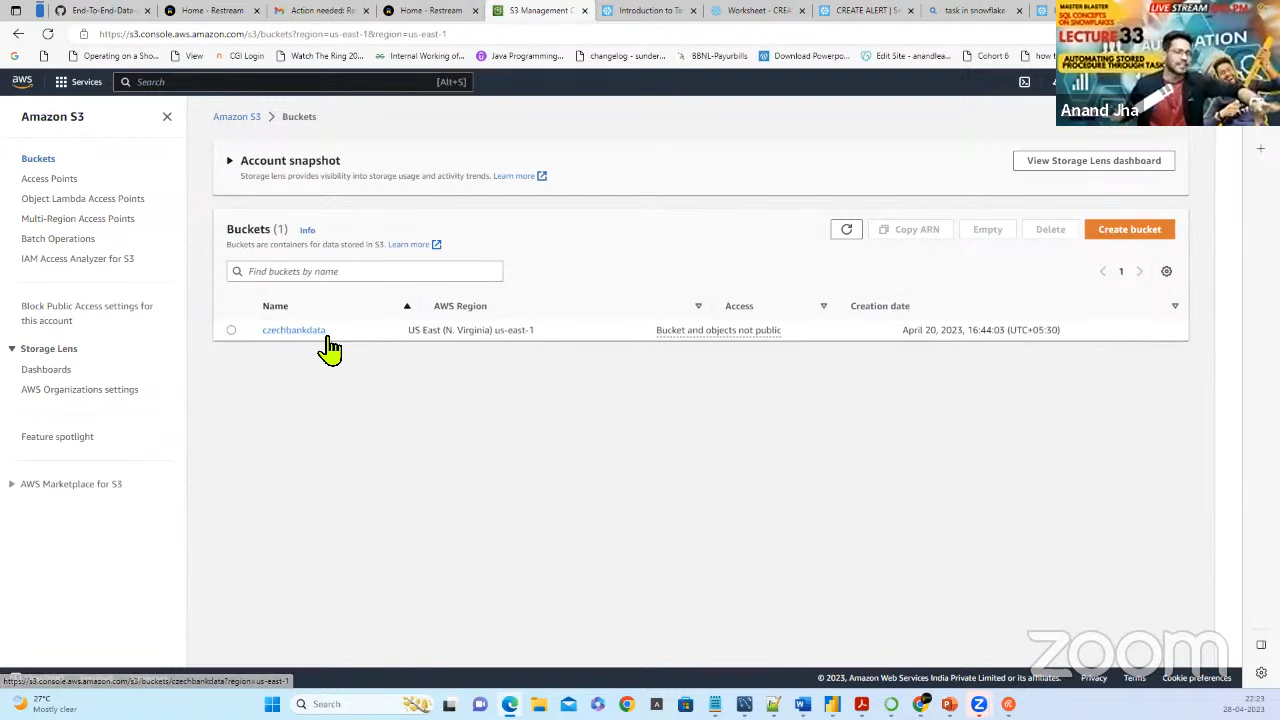 End-To-End-Data-
Home - Restream
Action needed: Re
Home - Restream
S3 Management C
Introduction to Ta
Worksheet - CREA
CREATE ALERT | S
task in snowflake
https://s3.console.aws.amazon.com/s3/buckets?region=us-east-1&region=us-east-1
Operating on a Sho...
View
Login
Watch The Ring 20...
Internal Working of...
Java Programming...
changelog - sunder...
BBNL-Paurbills
Download Powerpo...
Edit Site - anandlea...
Cohort 6
aws
Services
Search
[Alt+S]
MASTER BLASTER
SQL CONCEPTS
ON SNOWFLAKES
LIVE STREAM
LECTURE 33
AUTOMATING STORED
PROCEDURE THROUGH TASK
Anand Jha
Amazon S3
Buckets
Access Points
Object Lambda Access Points
Multi-Region Access Points
Batch Operations
IAM Access Analyzer for S3
Block Public Access settings for
this account
Storage Lens
Dashboards
AWS Organizations settings
Feature spotlight
AWS Marketplace for S3
Amazon S3 > Buckets
Account snapshot
Storage lens provides visibility into storage usage and activity trends. Learn more
View Storage Lens dashboard
Buckets (1) Info
Buckets are containers for data stored in S3. Learn more
Copy ARN
Empty
Delete
Create bucket
Find buckets by name
1
Name
AWS Region
Access
Creation date
czechbankdata
US East (N. Virginia) us-east-1
Bucket and objects not public
April 20, 2023, 16:44:03 (UTC+05:30)
zoom
https://s3.console.aws.amazon.com/s3/buckets/czechbankdata?region=us-east-1
© 2023, Amazon Web Services India Private Limited or its affiliates.
Privacy
Terms
Cookie preferences
27°C
Mostly clear
Search
22:23
28-04-2023